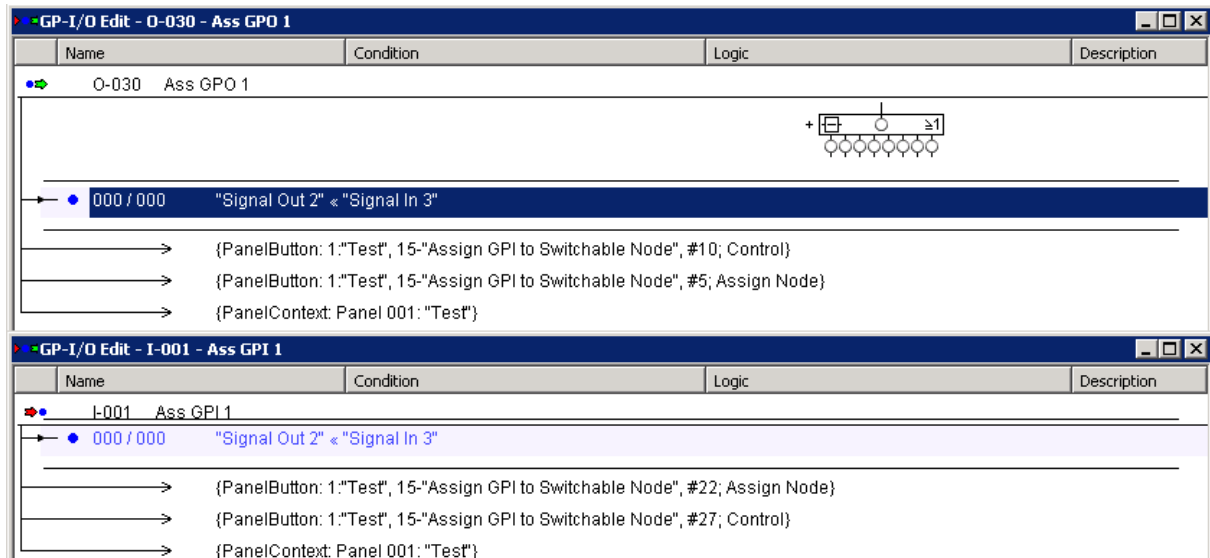 GP-I/O Edit - O-030 - Ass GPO 1
Name Condition Logic Description
O-030 Ass GPO 1
+ ≥1
000 / 000 "Signal Out 2" « "Signal In 3"
{PanelButton: 1:"Test", 15-"Assign GPI to Switchable Node", #10; Control}
{PanelButton: 1:"Test", 15-"Assign GPI to Switchable Node", #5; Assign Node}
{PanelContext: Panel 001: "Test"}
GP-I/O Edit - I-001 - Ass GPI 1
Name Condition Logic Description
I-001 Ass GPI 1
000 / 000 "Signal Out 2" « "Signal In 3"
{PanelButton: 1:"Test", 15-"Assign GPI to Switchable Node", #22; Assign Node}
{PanelButton: 1:"Test", 15-"Assign GPI to Switchable Node", #27; Control}
{PanelContext: Panel 001: "Test"}